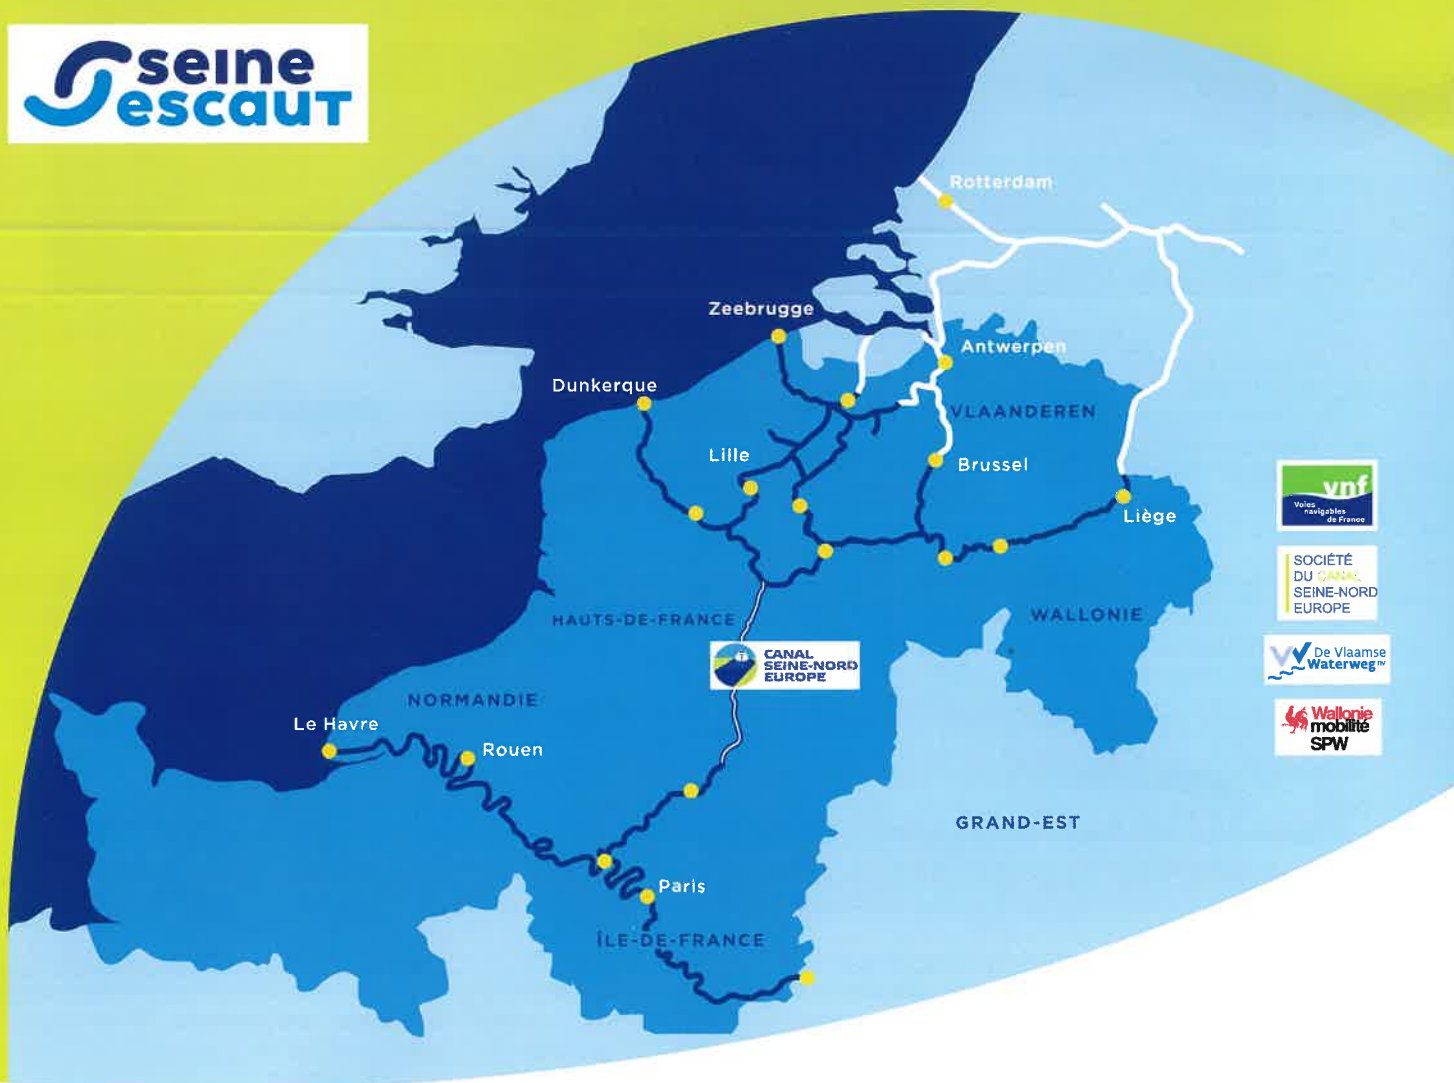 seine
escaut
Rotterdam
Zeebrugge
Antwerpen
Dunkerque
VLAANDEREN
Lille
Brussel
Liège
vnf
Voies
navigables
de France
SOCIÉTÉ
DU CANAL
SEINE-NORD
EUROPE
HAUTS-DE-FRANCE
WALLONIE
CANAL
SEINE-NORD
EUROPE
De Vlaamse
Waterweg nv
NORMANDIE
Le Havre
Rouen
Wallonie
mobilité
SPW
GRAND-EST
Paris
ÎLE-DE-FRANCE